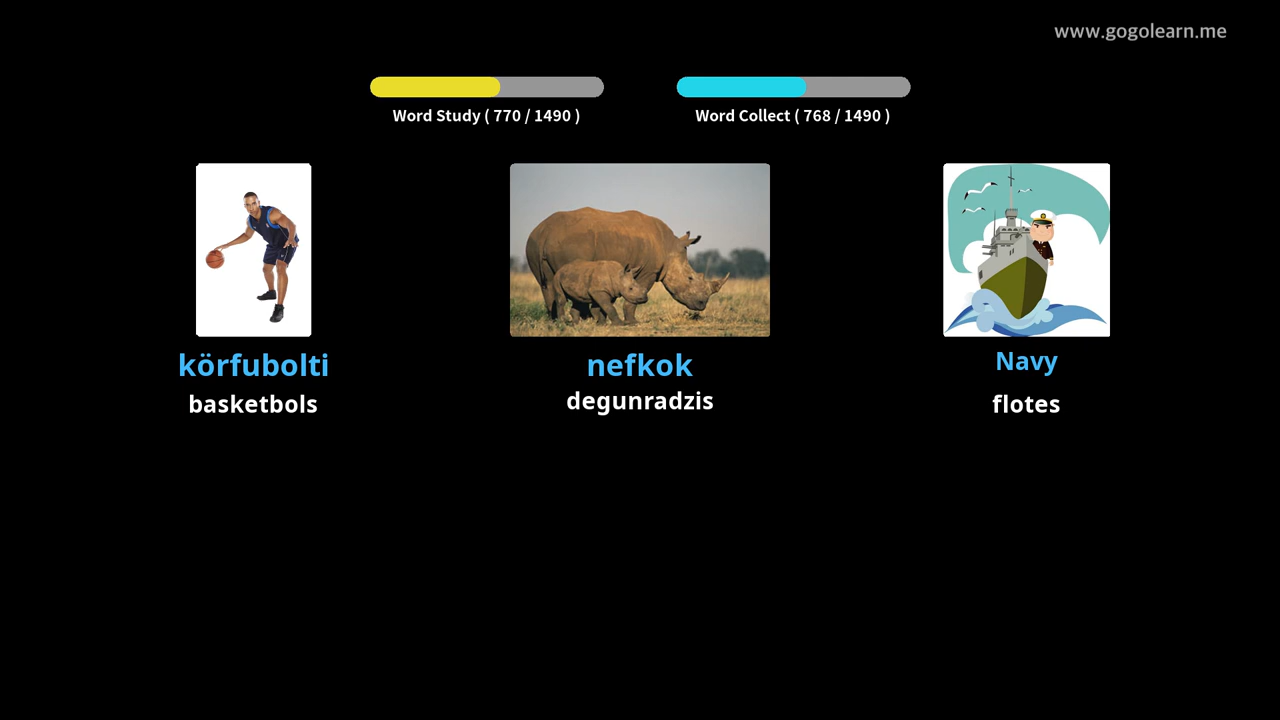 www.gogolearn.me
Word Study ( 770 / 1490 )
Word Collect ( 768 / 1490 )
körfubolti
nefkok
Navy
basketbols
degunradzis
flotes